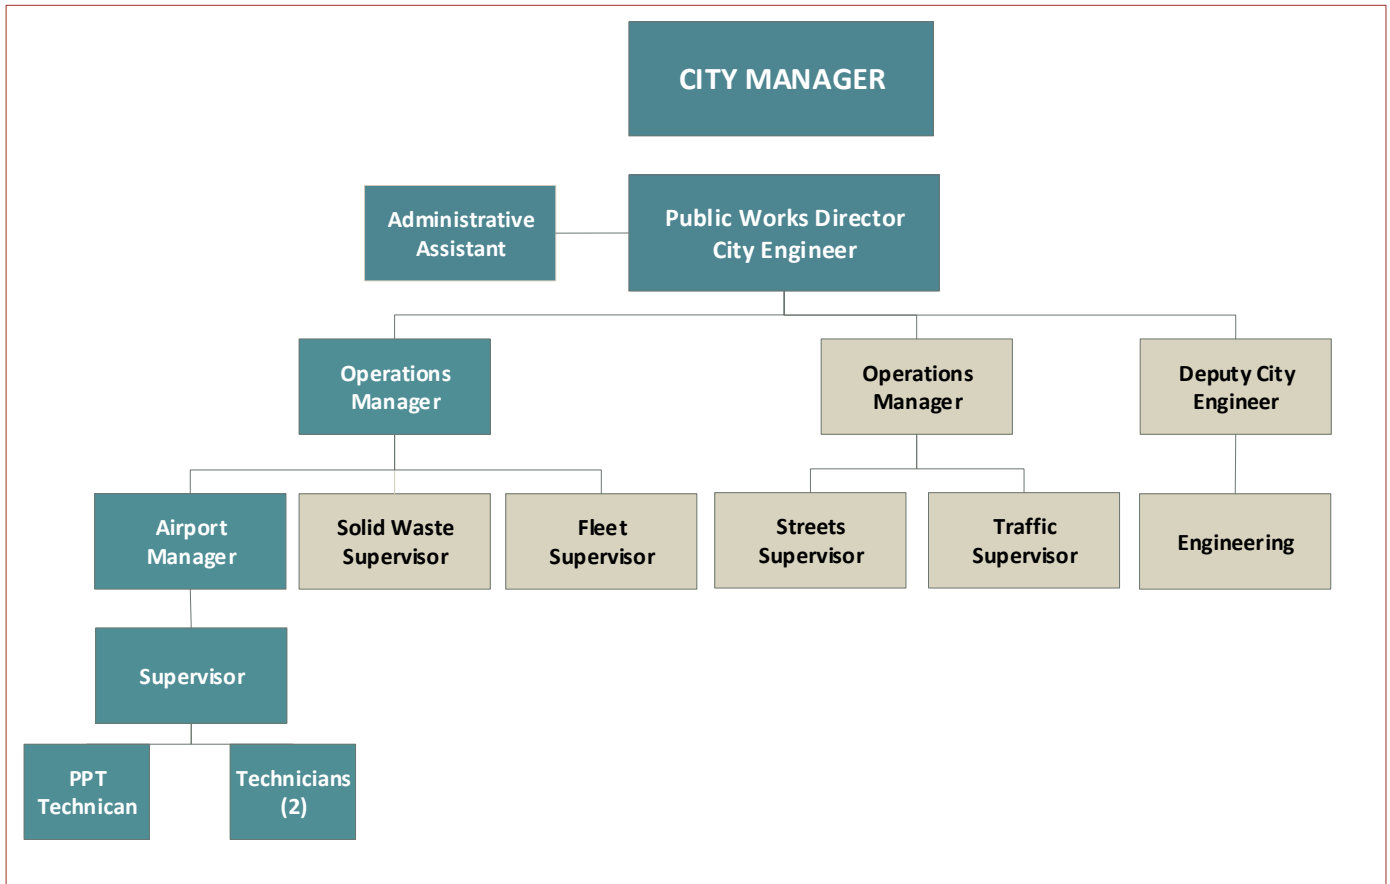 CITY MANAGER
Administrative
Assistant
Public Works Director
City Engineer
Operations
Manager
Operations
Manager
Deputy City
Engineer
Airport
Manager
Solid Waste
Supervisor
Fleet
Supervisor
Streets
Supervisor
Traffic
Supervisor
Engineering
Supervisor
PPT
Technican
Technicians
(2)